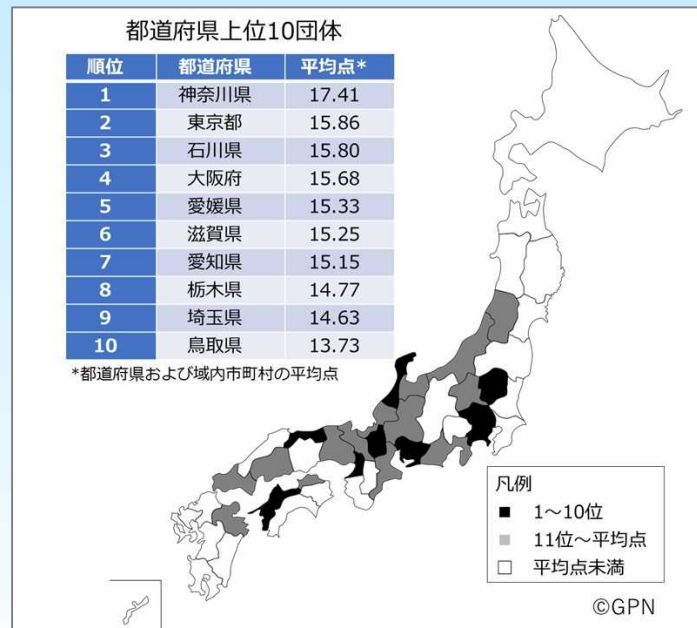 都道府県上位10団体
順位 都道府県 平均点*
1 神奈川県 17.41
2 東京都 15.86
3 石川県 15.80
4 大阪府 15.68
5 愛媛県 15.33
6 滋賀県 15.25
7 愛知県 15.15
8 栃木県 14.77
9 埼玉県 14.63
10 鳥取県 13.73
*都道府県および域内市町村の平均点
凡例
■ 1～10位
■ 11位～平均点
□ 平均点未満
©GPN